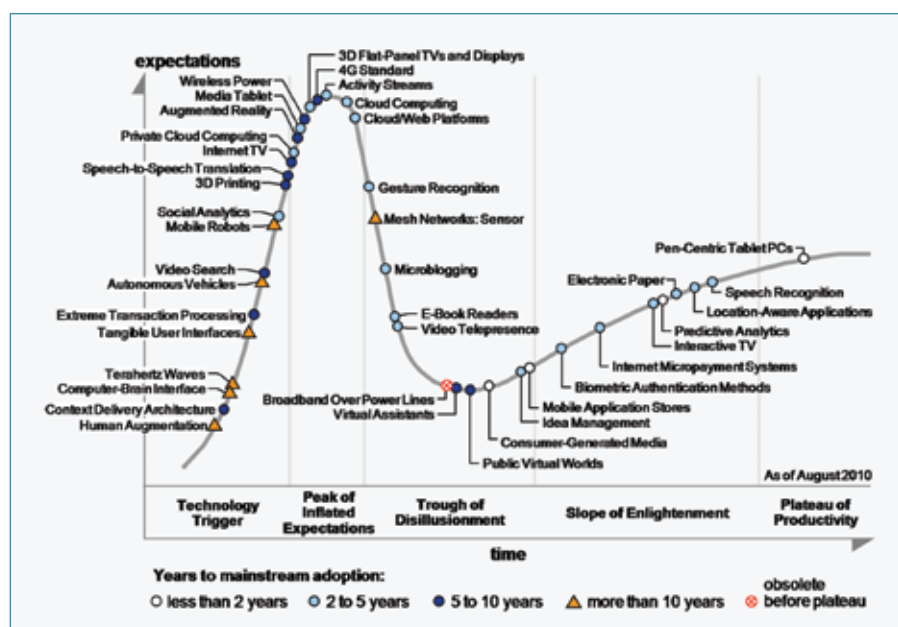 expectations
3D Flat-Panel TVs and Displays
4G Standard
Activity Streams
Wireless Power
Media Tablet
Augmented Reality
Cloud Computing
Cloud/Web Platforms
Private Cloud Computing
Internet TV
Speech-to-Speech Translation
3D Printing
Gesture Recognition
Social Analytics
Mobile Robots
Mesh Networks: Sensor
Video Search
Autonomous Vehicles
Microblogging
Extreme Transaction Processing
Tangible User Interfaces
E-Book Readers
Video Telepresence
Terahertz Waves
Computer-Brain Interface
Context Delivery Architecture
Human Augmentation
Broadband Over Power Lines
Virtual Assistants
Public Virtual Worlds
Consumer-Generated Media
Idea Management
Mobile Application Stores
Biometric Authentication Methods
Internet Micropayment Systems
Interactive TV
Predictive Analytics
Electronic Paper
Location-Aware Applications
Speech Recognition
Pen-Centric Tablet PCs
As of August 2010
Technology
Trigger
Peak of
Inflated
Expectations
Trough of
Disillusionment
Slope of Enlightenment
Plateau of
Productivity
time
Years to mainstream adoption:
less than 2 years
2 to 5 years
5 to 10 years
more than 10 years
obsolete
before plateau